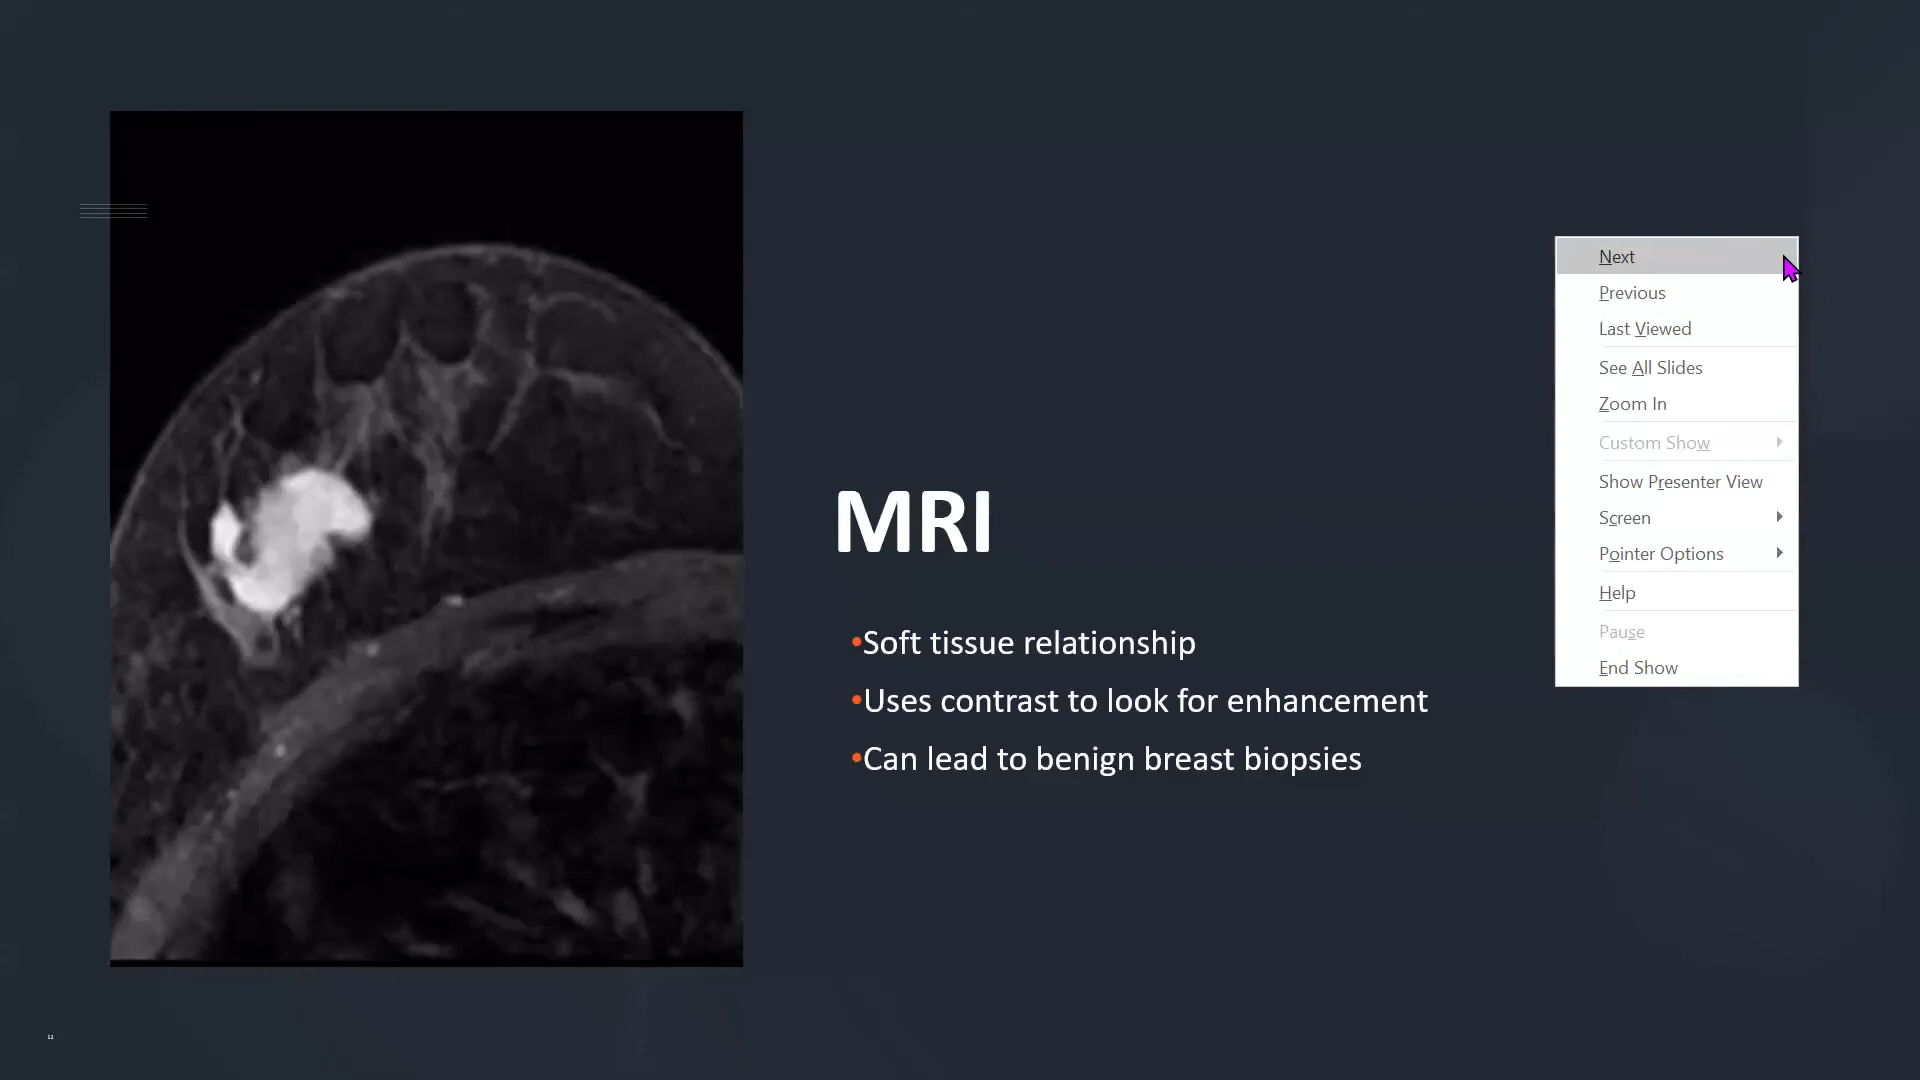 MRI
•Soft tissue relationship
•Uses contrast to look for enhancement
•Can lead to benign breast biopsies
Next
Previous
Last Viewed
See All Slides
Zoom In
Custom Show
Show Presenter View
Screen
Pointer Options
Help
Pause
End Show
12